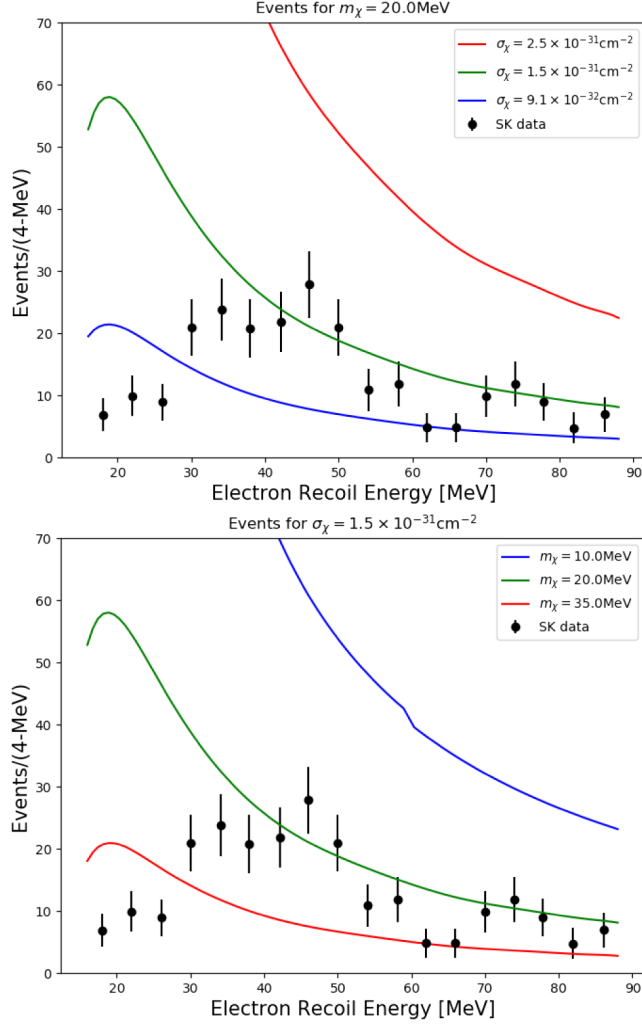 Events for mχ = 20.0MeV
σχ = 2.5 × 10⁻³¹cm⁻²
σχ = 1.5 × 10⁻³¹cm⁻²
σχ = 9.1 × 10⁻³²cm⁻²
SK data
70
60
50
40
30
20
10
0
Events/(4-MeV)
20 30 40 50 60 70 80 90
Electron Recoil Energy [MeV]
Events for σχ = 1.5 × 10⁻³¹cm⁻²
mχ = 10.0MeV
mχ = 20.0MeV
mχ = 35.0MeV
SK data
70
60
50
40
30
20
10
0
Events/(4-MeV)
20 30 40 50 60 70 80 90
Electron Recoil Energy [MeV]